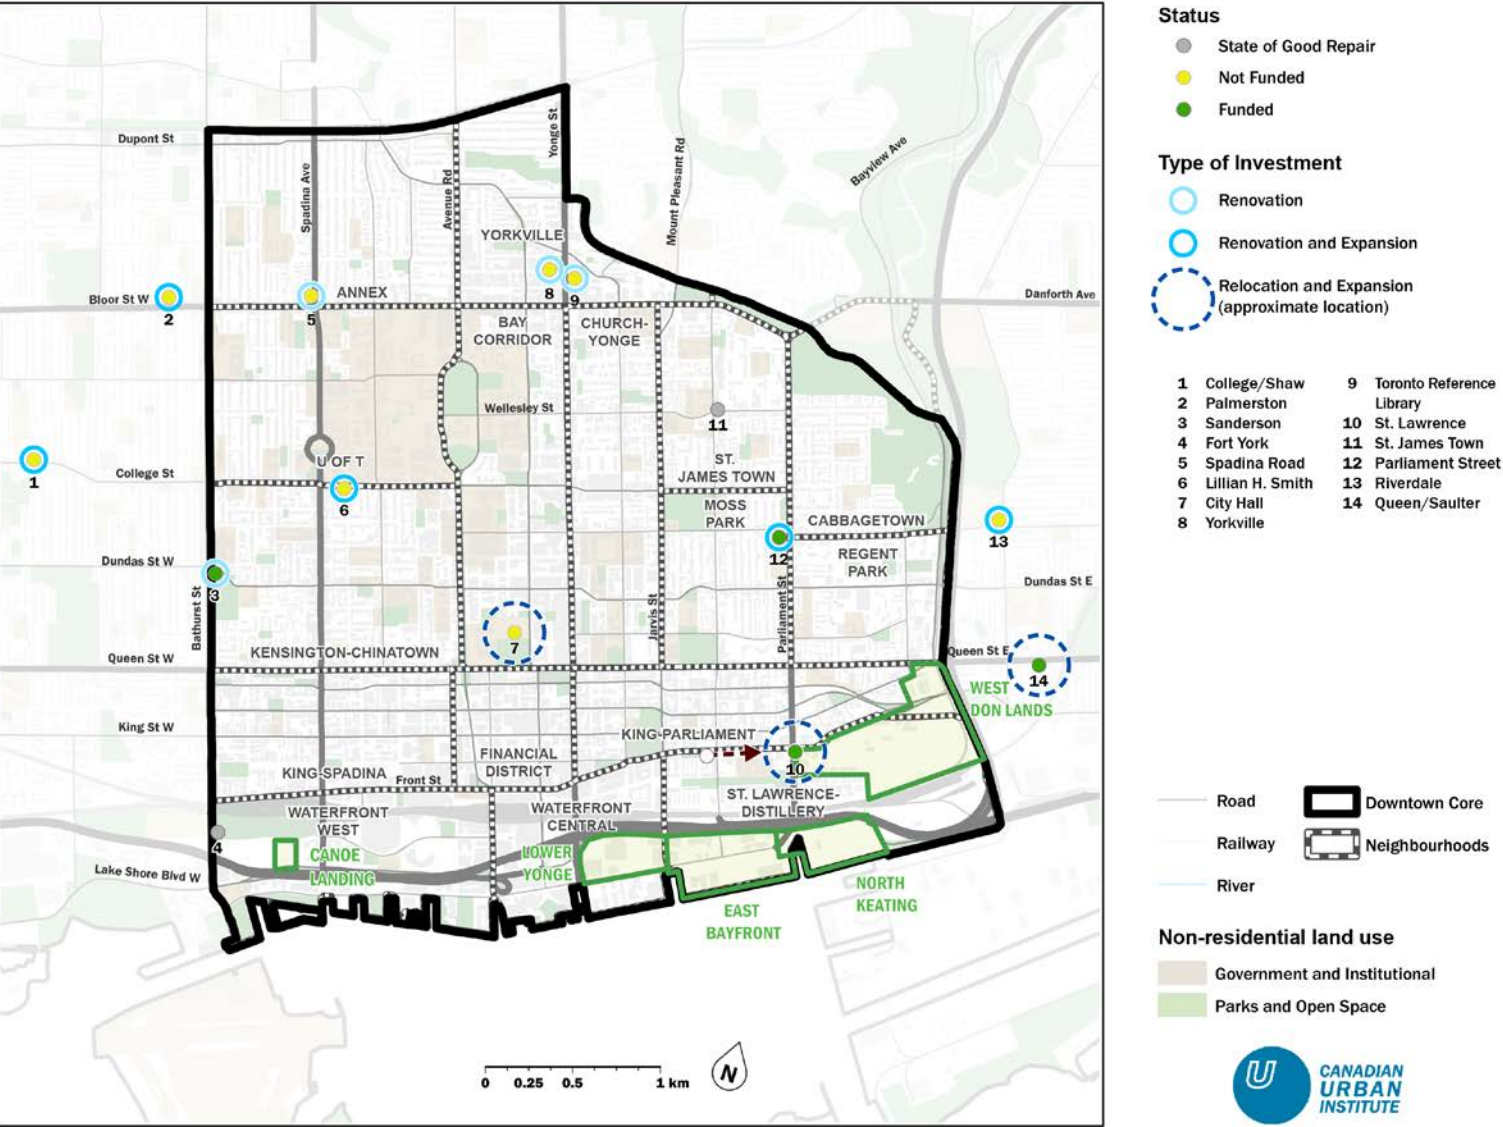 Dupont St
Spadina Ave
Avenue Rd
Yonge St
Mount Pleasant Rd
Bayview Ave
YORKVILLE
8
9
Bloor St W
2
5
ANNEX
Danforth Ave
BAY
CORRIDOR
CHURCH-
YONGE
Wellesley St
11
U OF T
College St
1
6
ST.
JAMES TOWN
MOSS
PARK
CABBAGETOWN
12
13
REGENT
PARK
Dundas St W
3
Bathurst St
Jarvis St
Parliament St
Dundas St E
7
KENSINGTON-CHINATOWN
Queen St W
Queen St E
14
WEST
DON LANDS
King St W
KING-PARLIAMENT
10
FINANCIAL
DISTRICT
KING-SPADINA
Front St
ST. LAWRENCE-
DISTILLERY
WATERFRONT
WEST
WATERFRONT
CENTRAL
4
CANOE
LANDING
LOWER
YONGE
Lake Shore Blvd W
NORTH
KEATING
EAST
BAYFRONT
0 0.25 0.5 1 km
N
Status
State of Good Repair
Not Funded
Funded
Type of Investment
Renovation
Renovation and Expansion
Relocation and Expansion
(approximate location)
1 College/Shaw
2 Palmerston
3 Sanderson
4 Fort York
5 Spadina Road
6 Lillian H. Smith
7 City Hall
8 Yorkville
9 Toronto Reference
Library
10 St. Lawrence
11 St. James Town
12 Parliament Street
13 Riverdale
14 Queen/Saulter
Road
Railway
River
Downtown Core
Neighbourhoods
Non-residential land use
Government and Institutional
Parks and Open Space
U
CANADIAN
URBAN
INSTITUTE